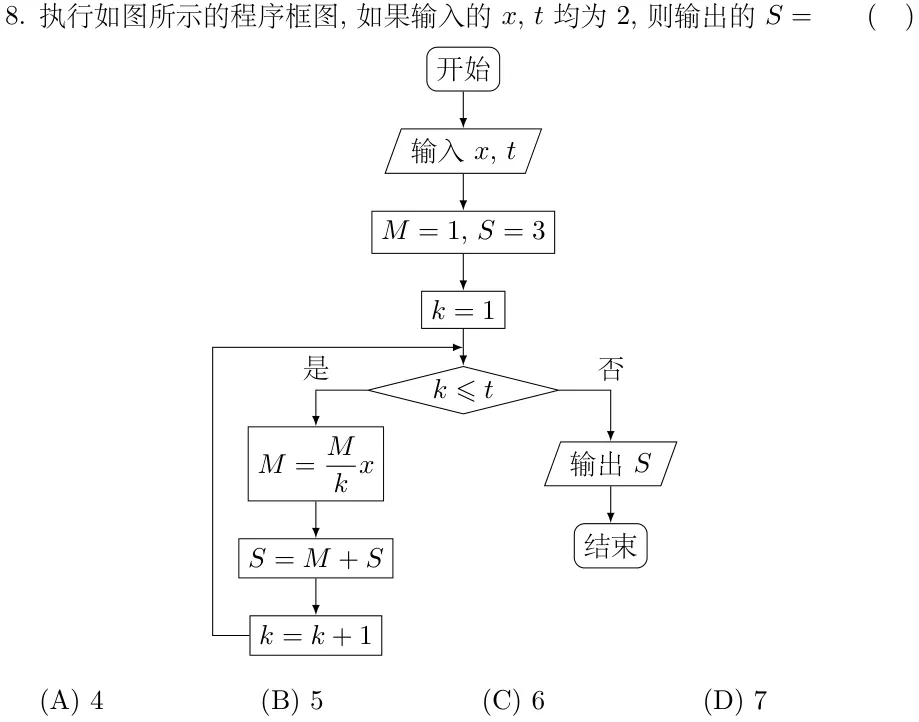 8. 执行如图所示的程序框图, 如果输入的 x, t 均为 2, 则输出的 S = ( )
开始
输入 x, t
M = 1, S = 3
k = 1
是
否
k ⩽ t
M = \frac{M}{k}x
输出 S
S = M + S
结束
k = k + 1
(A) 4 (B) 5 (C) 6 (D) 7